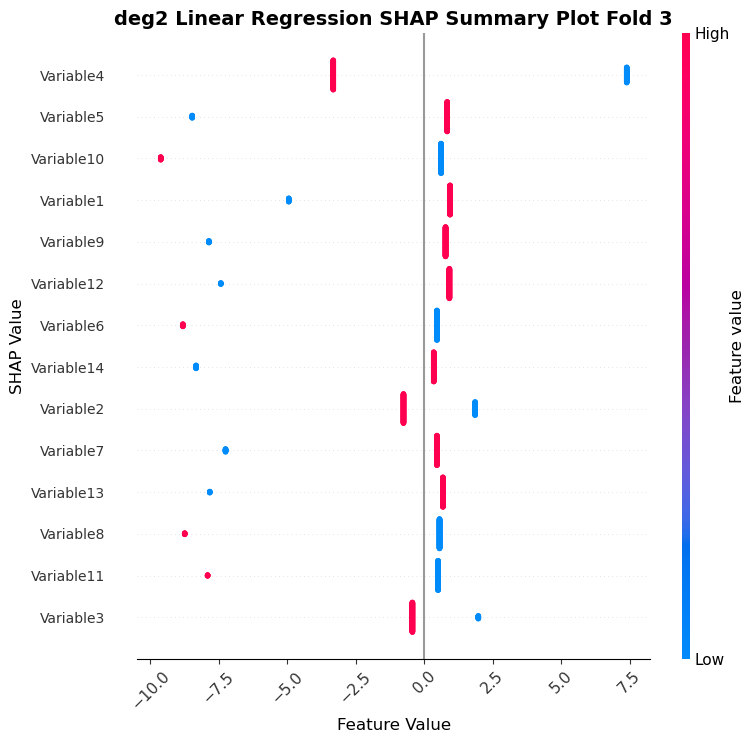 deg2 Linear Regression SHAP Summary Plot Fold 3
High
Variable4
Variable5
Variable10
Variable1
Variable9
Variable12
Variable6
Variable14
Variable2
Variable7
Variable13
Variable8
Variable11
Variable3
SHAP Value
Feature value
Low
−10.0 −7.5 −5.0 −2.5 0.0 2.5 5.0 7.5
Feature Value